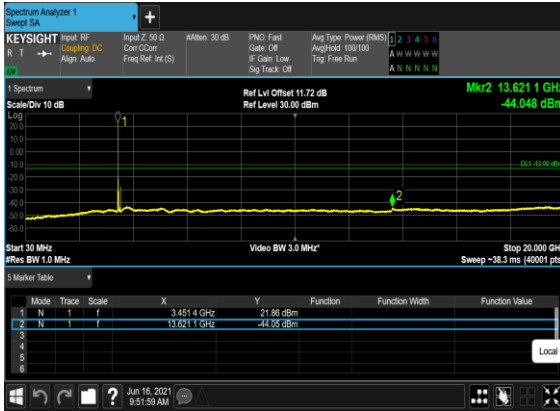 Spectrum Analyzer 1
Swept SA
KEYSIGHT
R T
LV
Input: RF
Coupling: DC
Align: Auto
Input Z: 50 Ω
Corr CCorr
Freq Ref: Int (S)
#Atten: 30 dB
PNO: Fast
Gate: Off
IF Gain: Low
Sig Track: Off
Avg Type: Power (RMS)
Avg|Hold: 100/100
Trig: Free Run
1 2 3 4 5 6
A W W W W W
A N N N N N
1 Spectrum
Scale/Div 10 dB
Ref Lvl Offset 11.72 dB
Ref Level 30.00 dBm
Mkr2 13.621 1 GHz
-44.048 dBm
Log
20.0
10.0
0.00
-10.0
-20.0
-30.0
-40.0
-50.0
-60.0
1
2
DL1 -13.00 dBm
Start 30 MHz
#Res BW 1.0 MHz
Video BW 3.0 MHz*
Stop 20.000 GH
Sweep ~38.3 ms (40001 pts
5 Marker Table
Mode Trace Scale X Y Function Function Width Function Value
1 N 1 f 3.451 4 GHz 21.86 dBm
2 N 1 f 13.621 1 GHz -44.05 dBm
3
4
5
6
Local
Jun 16, 2021
9:51:59 AM